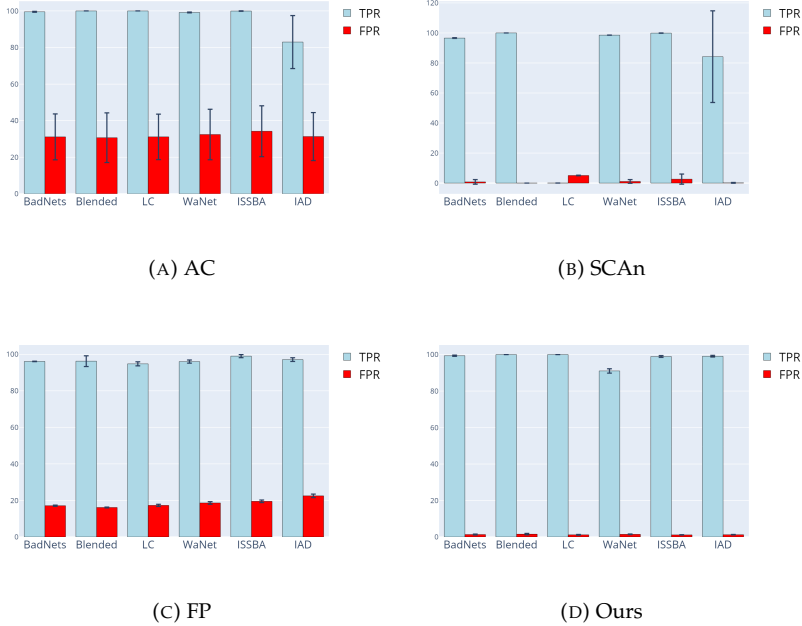 100
80
60
40
20
0
BadNets Blended LC WaNet ISSBA IAD
TPR
FPR
(A) AC
120
100
80
60
40
20
0
BadNets Blended LC WaNet ISSBA IAD
TPR
FPR
(B) SCAn
100
80
60
40
20
0
BadNets Blended LC WaNet ISSBA IAD
TPR
FPR
(C) FP
100
80
60
40
20
0
BadNets Blended LC WaNet ISSBA IAD
TPR
FPR
(D) Ours